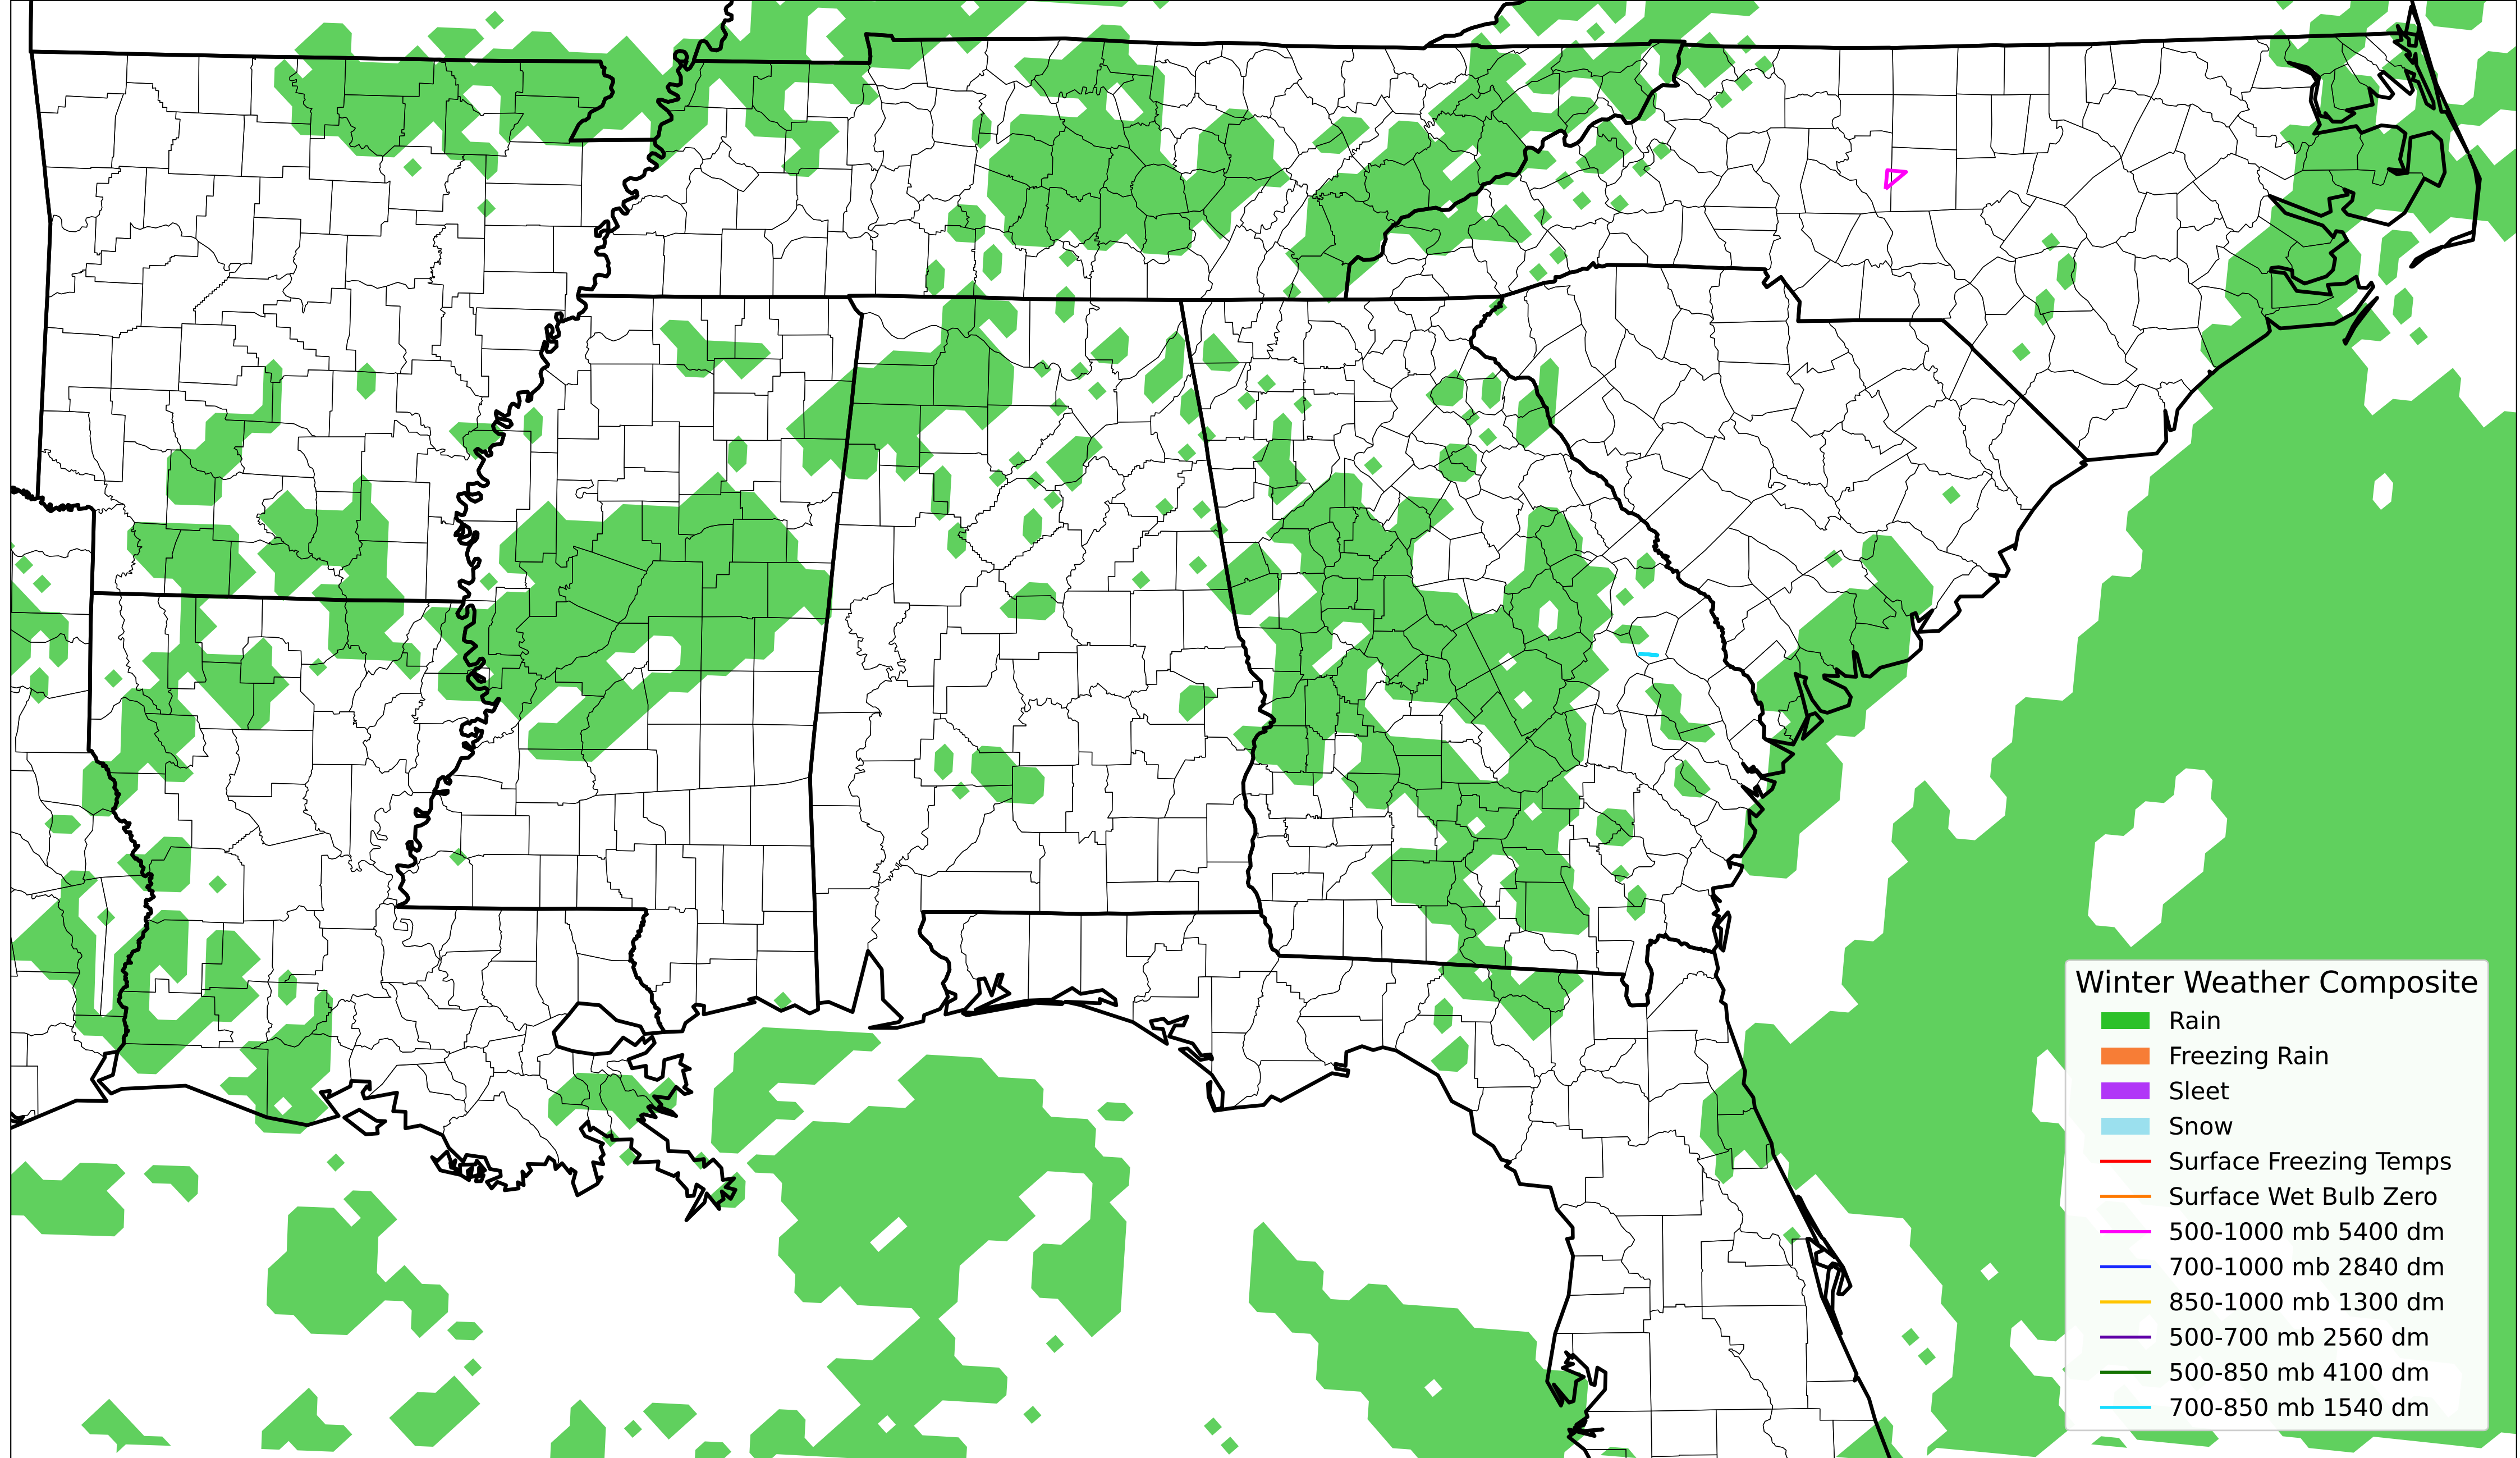 Winter Weather Composite
Rain
Freezing Rain
Sleet
Snow
Surface Freezing Temps
Surface Wet Bulb Zero
500-1000 mb 5400 dm
700-1000 mb 2840 dm
850-1000 mb 1300 dm
500-700 mb 2560 dm
500-850 mb 4100 dm
700-850 mb 1540 dm